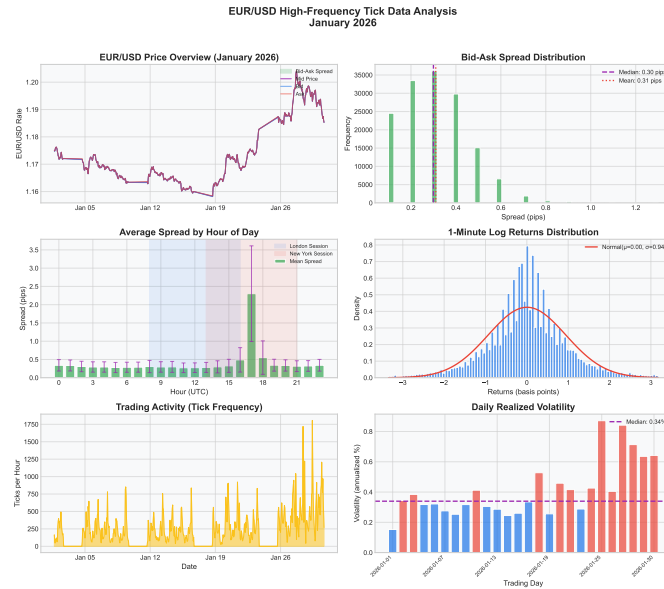 EUR/USD High-Frequency Tick Data Analysis
January 2026
EUR/USD Price Overview (January 2026)
Bid-Ask Spread
Mid Price
EUR/USD Rate
1.20
1.19
1.18
1.17
1.16
Jan 05
Jan 12
Jan 19
Jan 26
Bid-Ask Spread Distribution
Median: 0.30 pips
Mean: 0.31 pips
Frequency
35000
30000
25000
20000
15000
10000
5000
0
0.2
0.4
0.6
0.8
1.0
1.2
Spread (pips)
Average Spread by Hour of Day
London Session
New York Session
Mean Spread
Spread (pips)
3.5
3.0
2.5
2.0
1.5
1.0
0.5
0.0
0
3
6
9
12
15
18
21
Hour (UTC)
1-Minute Log Returns Distribution
Normal(μ=0.00, σ=0.94
Density
0.8
0.7
0.6
0.5
0.4
0.3
0.2
0.1
0.0
−3
−2
−1
0
1
2
3
Returns (basis points)
Trading Activity (Tick Frequency)
Ticks per Hour
1750
1500
1250
1000
750
500
250
0
Jan 05
Jan 12
Jan 19
Jan 26
Date
Daily Realized Volatility
Median: 0.34%
Volatility (annualized %)
0.8
0.6
0.4
0.2
0.0
2026-01-01
2026-01-07
2026-01-13
2026-01-19
2026-01-25
2026-01-30
Trading Day